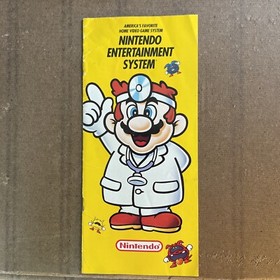 AMERICA'S FAVORITE
HOME VIDEO GAME SYSTEM
NINTENDO
ENTERTAINMENT
SYSTEM
Nintendo